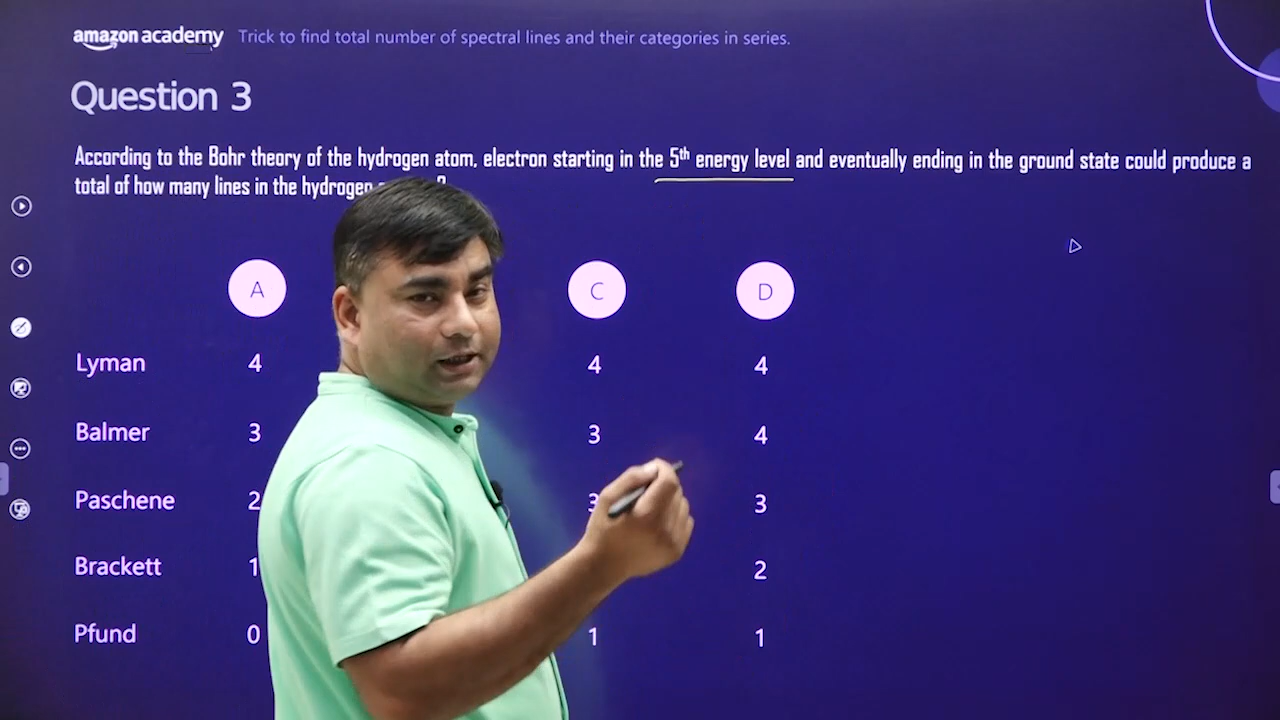 amazon academy Trick to find total number of spectral lines and their categories in series.
Question 3
According to the Bohr theory of the hydrogen atom, electron starting in the 5th energy level and eventually ending in the ground state could produce a
total of how many lines in the hydrogen
A C D
Lyman 4 4 4
Balmer 3 3 4
Paschene 2 3 3
Brackett 1 2
Pfund 0 1 1